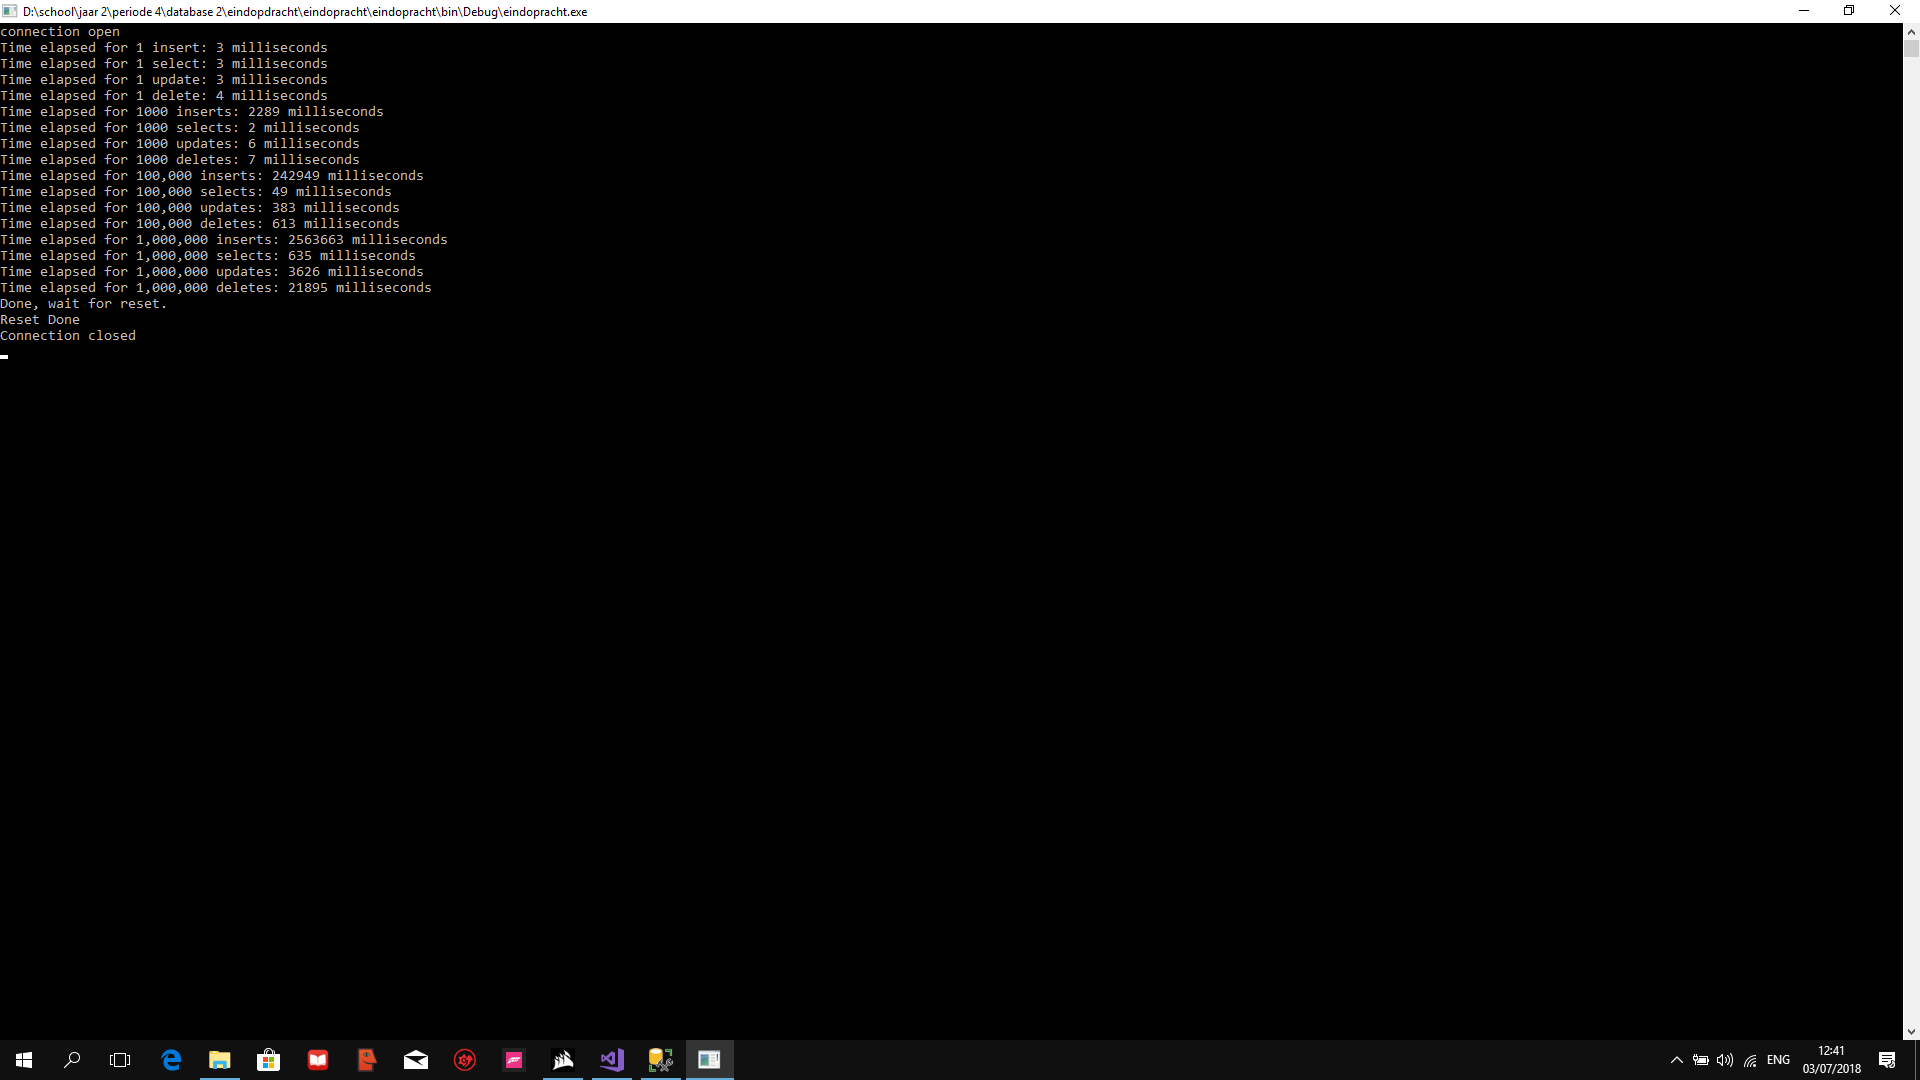 D:\school\jaar 2\periode 4\database 2\eindopdracht\eindopracht\eindopracht\bin\Debug\eindopracht.exe
connection open
Time elapsed for 1 insert: 3 milliseconds
Time elapsed for 1 select: 3 milliseconds
Time elapsed for 1 update: 3 milliseconds
Time elapsed for 1 delete: 4 milliseconds
Time elapsed for 1000 inserts: 2289 milliseconds
Time elapsed for 1000 selects: 2 milliseconds
Time elapsed for 1000 updates: 6 milliseconds
Time elapsed for 1000 deletes: 7 milliseconds
Time elapsed for 100,000 inserts: 242949 milliseconds
Time elapsed for 100,000 selects: 49 milliseconds
Time elapsed for 100,000 updates: 383 milliseconds
Time elapsed for 100,000 deletes: 613 milliseconds
Time elapsed for 1,000,000 inserts: 2563663 milliseconds
Time elapsed for 1,000,000 selects: 635 milliseconds
Time elapsed for 1,000,000 updates: 3626 milliseconds
Time elapsed for 1,000,000 deletes: 21895 milliseconds
Done, wait for reset.
Reset Done
Connection closed
ENG
12:41
03/07/2018